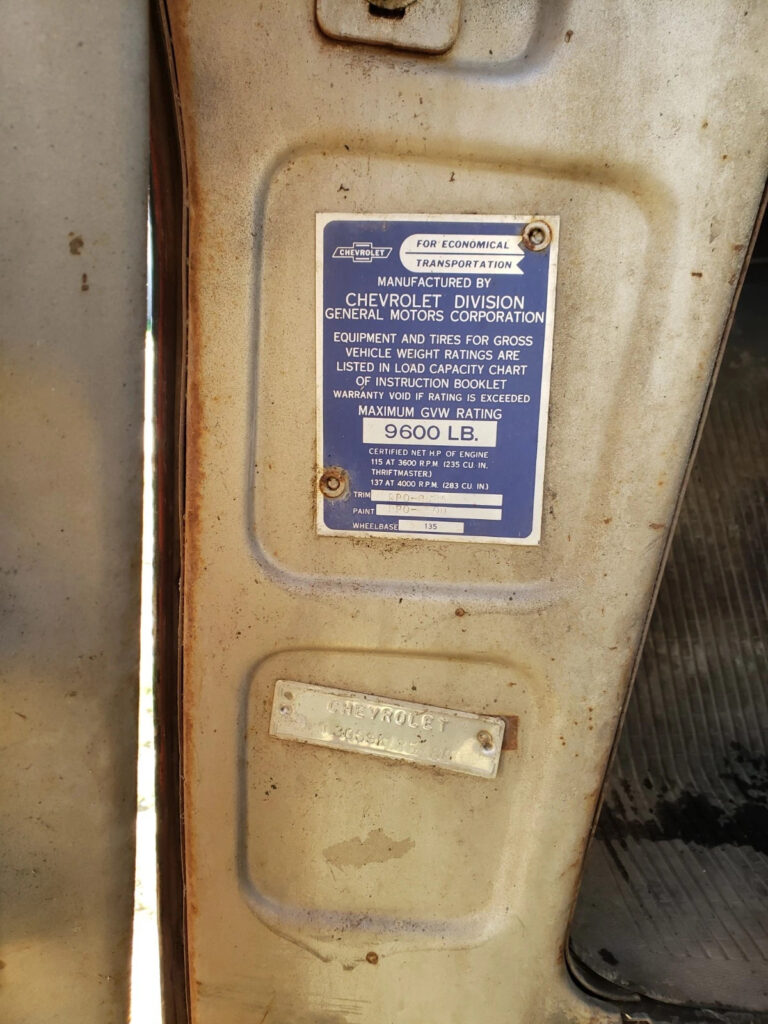 CHEVROLET
FOR ECONOMICAL
TRANSPORTATION
MANUFACTURED BY
CHEVROLET DIVISION
GENERAL MOTORS CORPORATION
EQUIPMENT AND TIRES FOR GROSS
VEHICLE WEIGHT RATINGS ARE
LISTED IN LOAD CAPACITY CHART
OF INSTRUCTION BOOKLET
WARRANTY VOID IF RATING IS EXCEEDED
MAXIMUM GVW RATING
9600 LB.
CERTIFIED NET H.P. OF ENGINE
115 AT 3600 R.P.M. (235 CU. IN.
THRIFTMASTER.)
137 AT 4000 R.P.M. (283 CU. IN.)
TRIM
PAINT
WHEELBASE 135
CHEVROLET